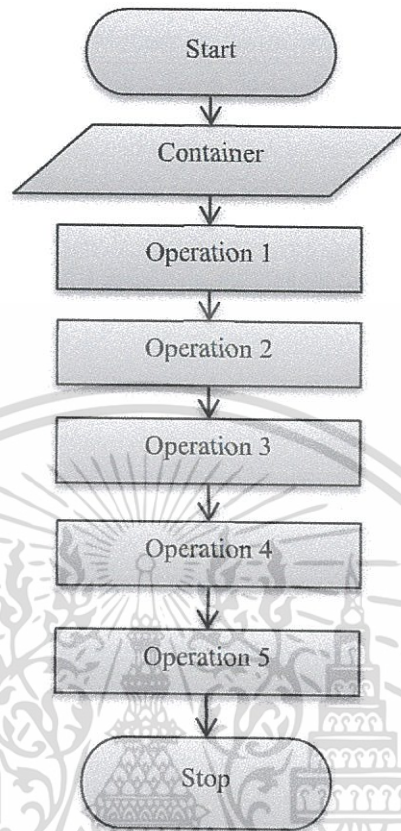 Start
Container
Operation 1
Operation 2
Operation 3
Operation 4
Operation 5
Stop